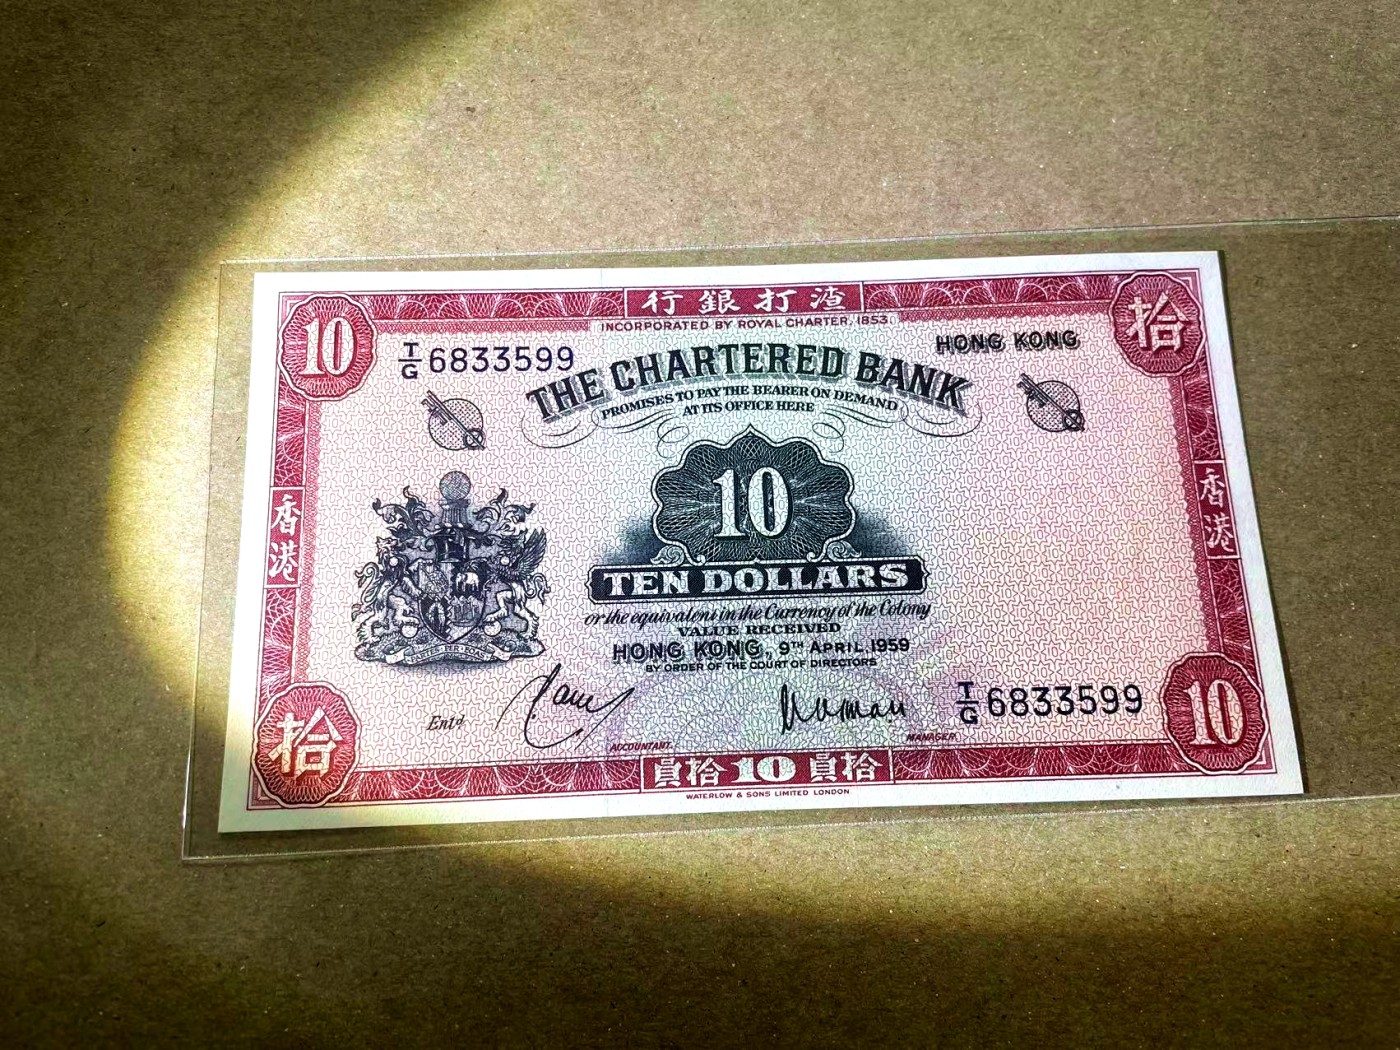 行銀打渣
INCORPORATED BY ROYAL CHARTER, 1853.
10
拾
T/G 6833599
HONG KONG
THE CHARTERED BANK
PROMISES TO PAY THE BEARER ON DEMAND
AT ITS OFFICE HERE
10
香港
香港
TEN DOLLARS
or the equivalent in the Currency of the Colony
VALUE RECEIVED
HONG KONG, 9TH APRIL 1959
BY ORDER OF THE COURT OF DIRECTORS
T/G 6833599
Entd
ACCOUNTANT.
MANAGER.
拾
10
員拾 10 員拾
WATERLOW & SONS LIMITED LONDON